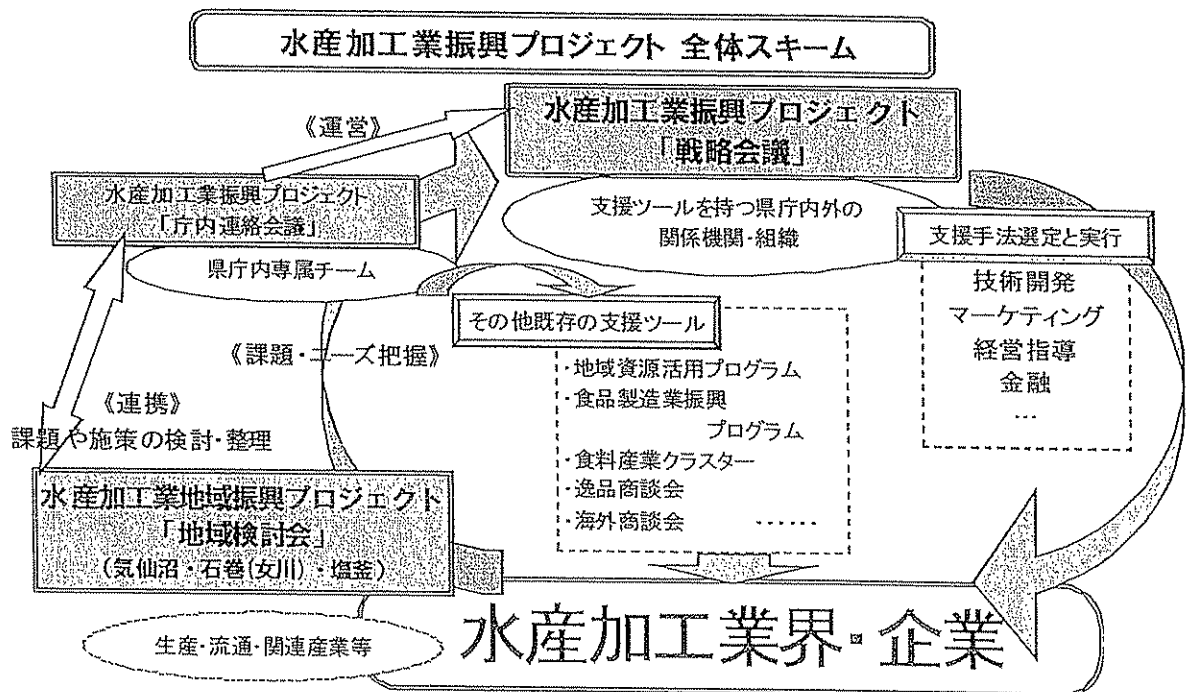 水産加工業振興プロジェクト 全体スキーム
水産加工業振興プロジェクト
「戦略会議」
《運営》
水産加工業振興プロジェクト
「庁内連絡会議」
県庁内専属チーム
支援ツールを持つ県庁内外の
関係機関・組織
支援手法選定と実行
技術開発
マーケティング
経営指導
金融
…
その他既存の支援ツール
・地域資源活用プログラム
・食品製造業振興
プログラム
・食料産業クラスター
・逸品商談会
・海外商談会 ……
《課題・ニーズ把握》
《連携》
課題や施策の検討・整理
水産加工業地域振興プロジェクト
「地域検討会」
(気仙沼・石巻(女川)・塩釜)
生産・流通・関連産業等
水産加工業界・企業